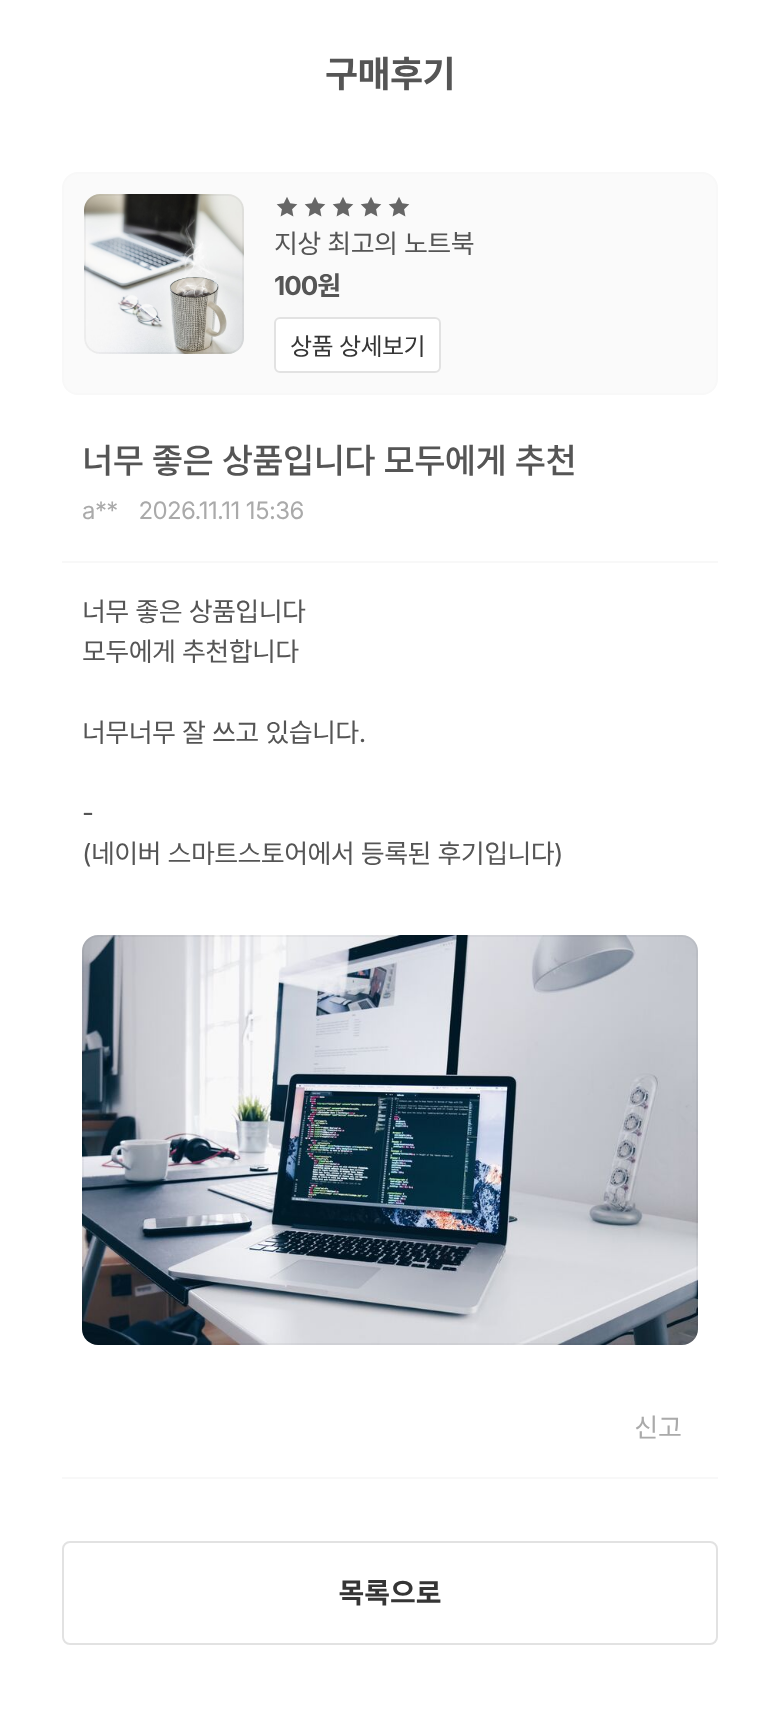 구매후기
★★★★★
지상 최고의 노트북
100원
상품 상세보기
너무 좋은 상품입니다 모두에게 추천
a** 2026.11.11 15:36
너무 좋은 상품입니다
모두에게 추천합니다
너무너무 잘 쓰고 있습니다.
-
(네이버 스마트스토어에서 등록된 후기입니다)
신고
목록으로